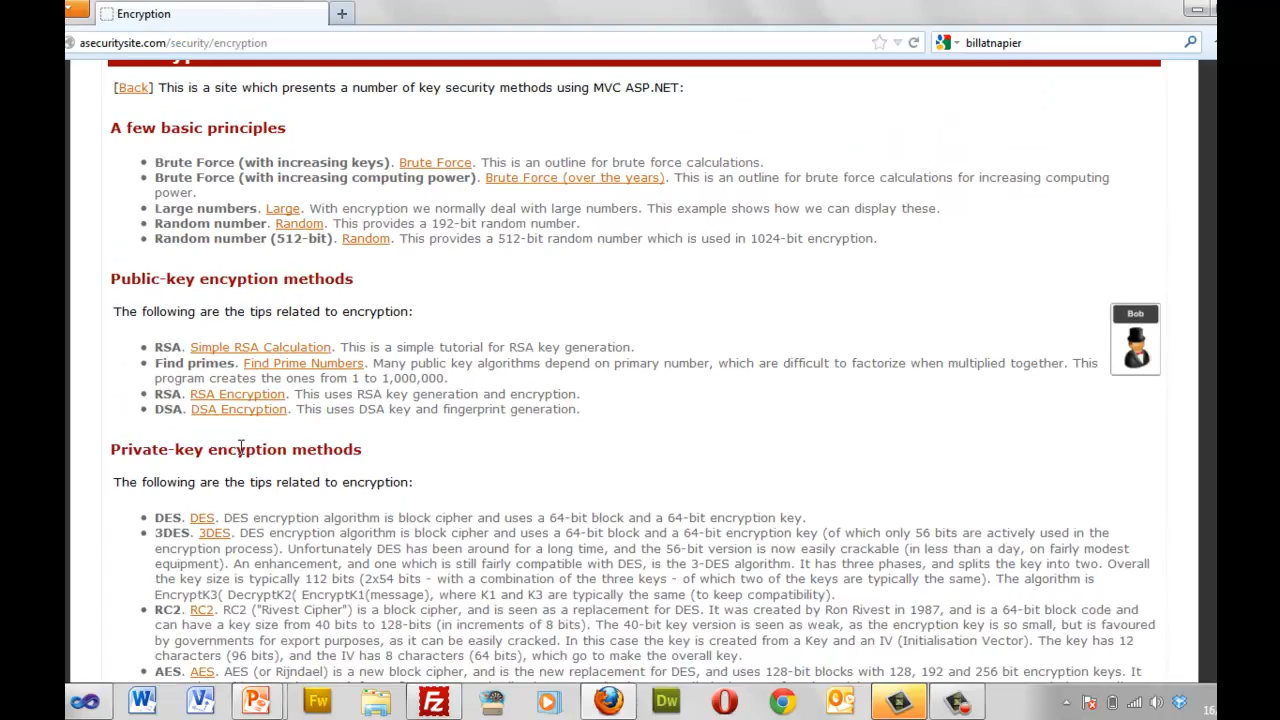 Encryption
asecuritysite.com/security/encryption
billatnapier
[Back] This is a site which presents a number of key security methods using MVC ASP.NET:
A few basic principles
Brute Force (with increasing keys). Brute Force. This is an outline for brute force calculations.
Brute Force (with increasing computing power). Brute Force (over the years). This is an outline for brute force calculations for increasing computing
power.
Large numbers. Large. With encryption we normally deal with large numbers. This example shows how we can display these.
Random number. Random. This provides a 192-bit random number.
Random number (512-bit). Random. This provides a 512-bit random number which is used in 1024-bit encryption.
Public-key encyption methods
The following are the tips related to encryption:
Bob
RSA. Simple RSA Calculation. This is a simple tutorial for RSA key generation.
Find primes. Find Prime Numbers. Many public key algorithms depend on primary number, which are difficult to factorize when multiplied together. This
program creates the ones from 1 to 1,000,000.
RSA. RSA Encryption. This uses RSA key generation and encryption.
DSA. DSA Encryption. This uses DSA key and fingerprint generation.
Private-key encyption methods
The following are the tips related to encryption:
DES. DES. DES encryption algorithm is block cipher and uses a 64-bit block and a 64-bit encryption key.
3DES. 3DES. DES encryption algorithm is block cipher and uses a 64-bit block and a 64-bit encryption key (of which only 56 bits are actively used in the
encryption process). Unfortunately DES has been around for a long time, and the 56-bit version is now easily crackable (in less than a day, on fairly modest
equipment). An enhancement, and one which is still fairly compatible with DES, is the 3-DES algorithm. It has three phases, and splits the key into two. Overall
the key size is typically 112 bits (2x54 bits - with a combination of the three keys - of which two of the keys are typically the same). The algorithm is
EncryptK3( DecryptK2( EncryptK1(message), where K1 and K3 are typically the same (to keep compatibility).
RC2. RC2. RC2 ("Rivest Cipher") is a block cipher, and is seen as a replacement for DES. It was created by Ron Rivest in 1987, and is a 64-bit block code and
can have a key size from 40 bits to 128-bits (in increments of 8 bits). The 40-bit key version is seen as weak, as the encryption key is so small, but is favoured
by governments for export purposes, as it can be easily cracked. In this case the key is created from a Key and an IV (Initialisation Vector). The key has 12
characters (96 bits), and the IV has 8 characters (64 bits), which go to make the overall key.
AES. AES. AES (or Rijndael) is a new block cipher, and is the new replacement for DES, and uses 128-bit blocks with 128, 192 and 256 bit encryption keys. It
Fw
Dw
16